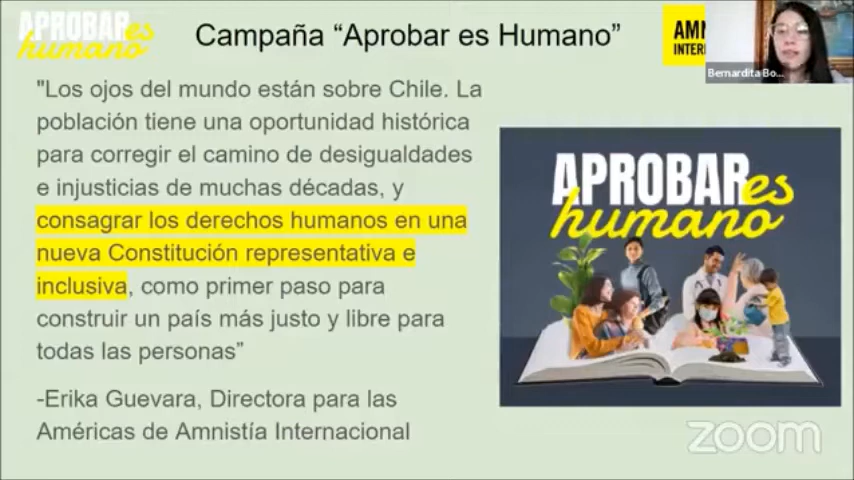 APROBAR es
humano
Campaña “Aprobar es Humano”
Bernardita Bo...
"Los ojos del mundo están sobre Chile. La
población tiene una oportunidad histórica
para corregir el camino de desigualdades
e injusticias de muchas décadas, y
consagrar los derechos humanos en una
nueva Constitución representativa e
inclusiva, como primer paso para
construir un país más justo y libre para
todas las personas”
-Erika Guevara, Directora para las
Américas de Amnistía Internacional
APROBAR es
humano
zoom